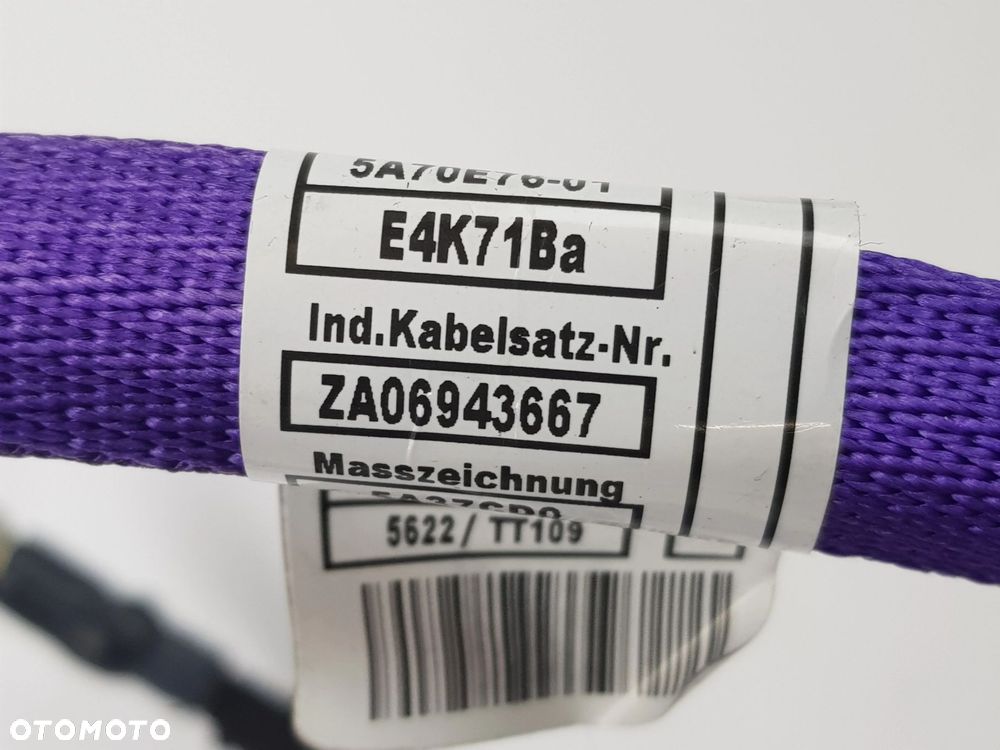 5A70E76-01
E4K71Ba
Ind.Kabelsatz-Nr.
ZA06943667
Masszeichnung
5622/ TT109
OTOMOTO